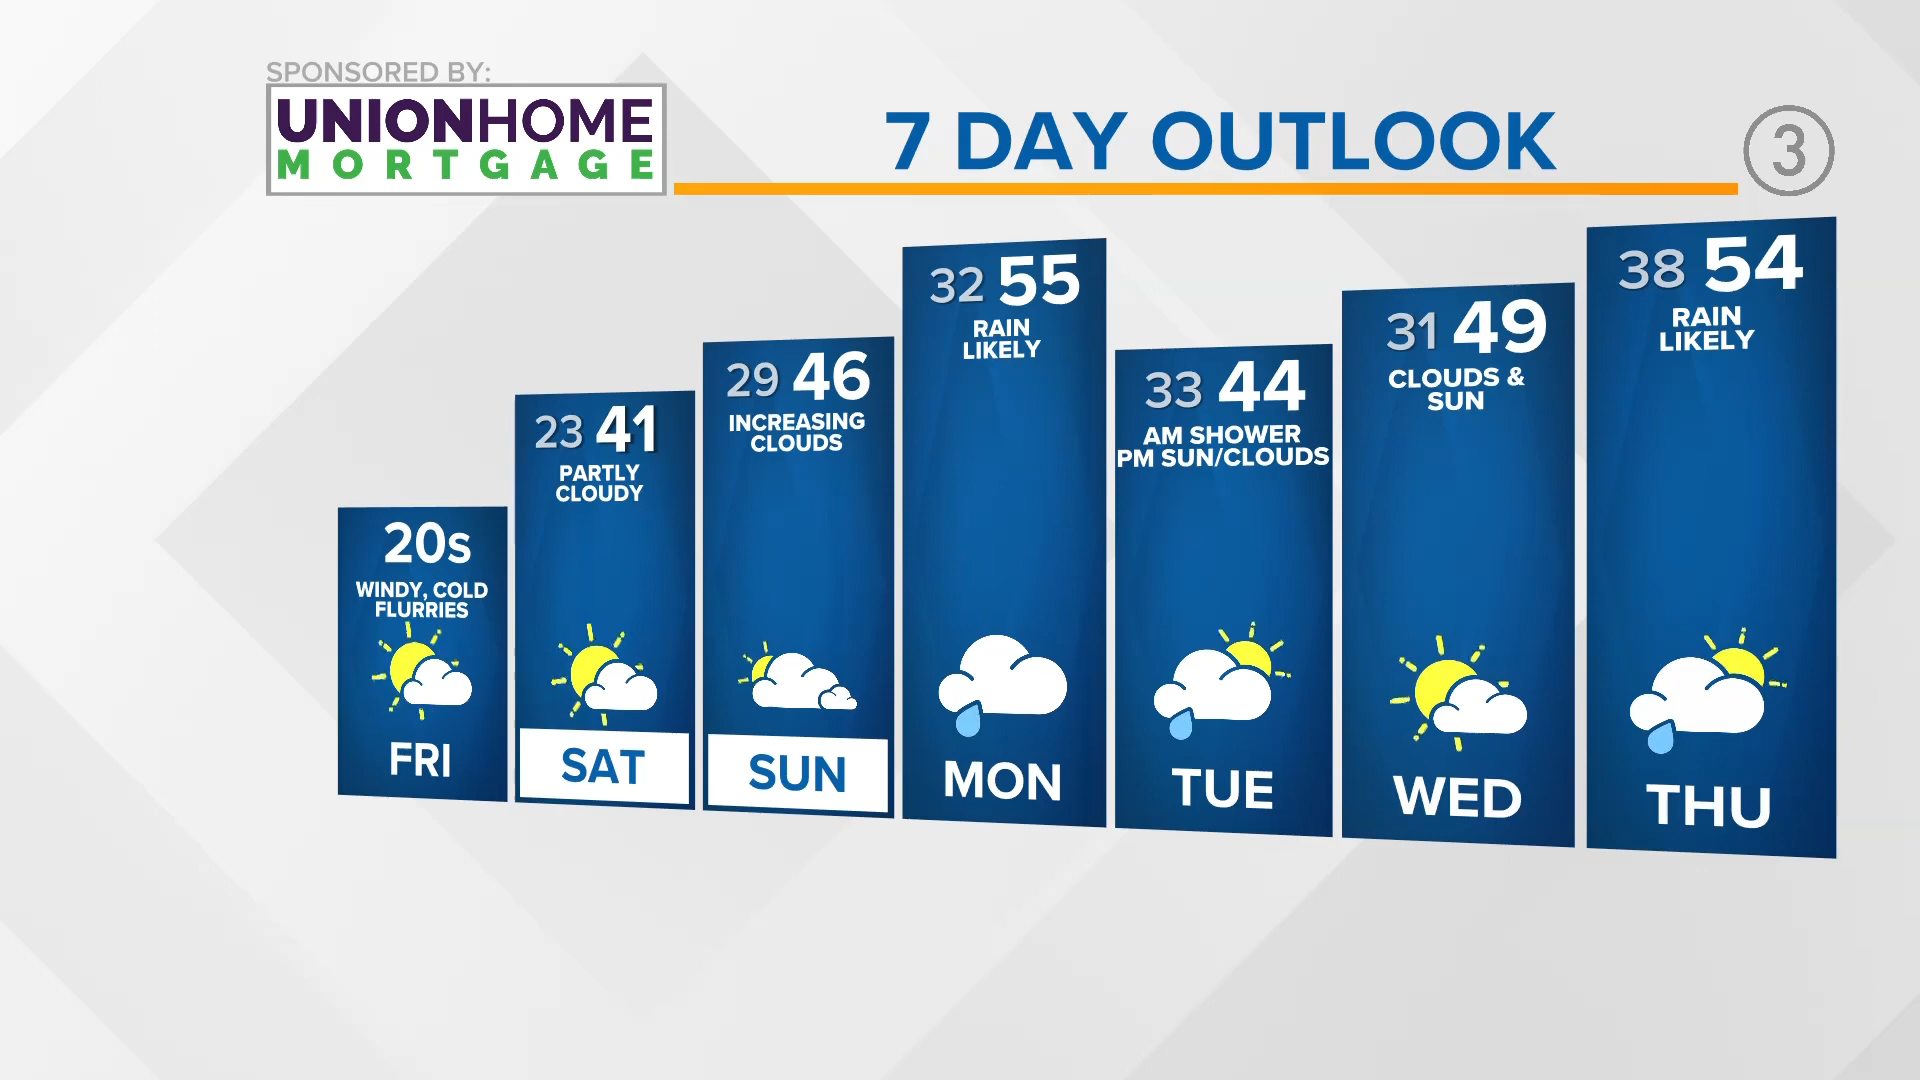 SPONSORED BY:
UNIONHOME
MORTGAGE
7 DAY OUTLOOK
3
20s
WINDY, COLD
FLURRIES
FRI
23 41
PARTLY
CLOUDY
SAT
29 46
INCREASING
CLOUDS
SUN
32 55
RAIN
LIKELY
MON
33 44
AM SHOWER
PM SUN/CLOUDS
TUE
31 49
CLOUDS &
SUN
WED
38 54
RAIN
LIKELY
THU